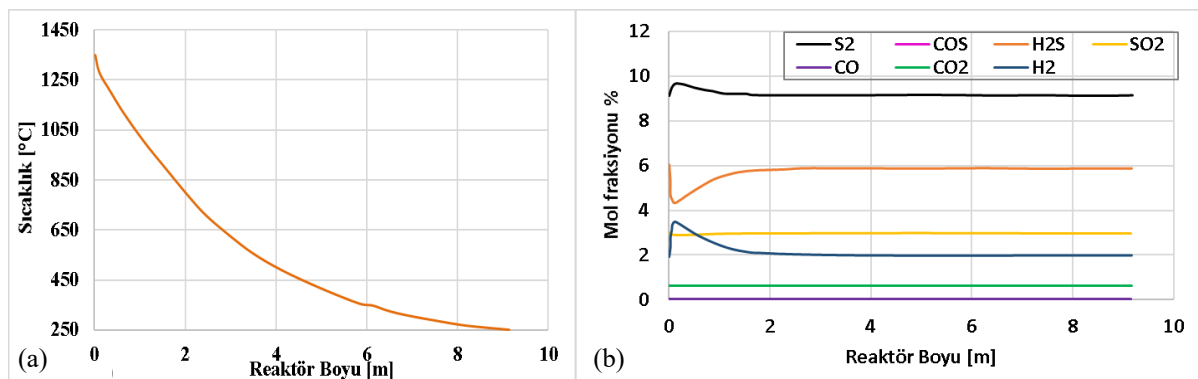 1450
1250
1050
850
650
450
250
Sıcaklık [°C]
0
2
4
6
8
10
Reaktör Boyu [m]
(a)
12
10
8
6
4
2
0
Mol fraksiyonu %
S2
COS
H2S
SO2
CO
CO2
H2
0
2
4
6
8
10
Reaktör Boyu [m]
(b)